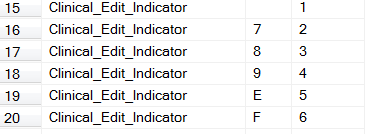 15 Clinical_Edit_Indicator 1
16 Clinical_Edit_Indicator 7 2
17 Clinical_Edit_Indicator 8 3
18 Clinical_Edit_Indicator 9 4
19 Clinical_Edit_Indicator E 5
20 Clinical_Edit_Indicator F 6